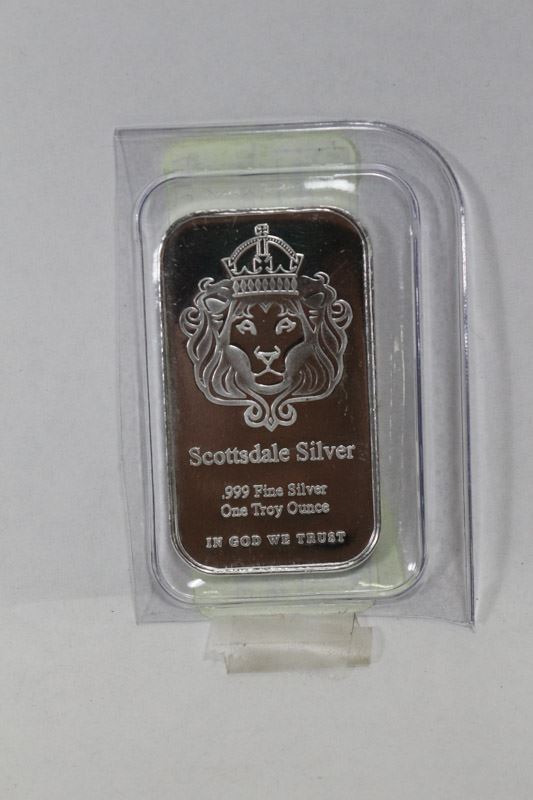 Scottsdale Silver
.999 Fine Silver
One Troy Ounce
IN GOD WE TRUST